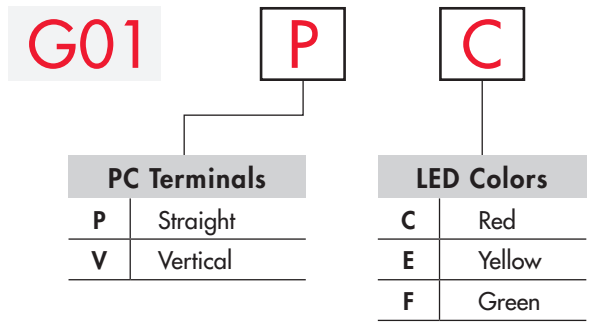 G01 P C
PC Terminals
P Straight
V Vertical
LED Colors
C Red
E Yellow
F Green